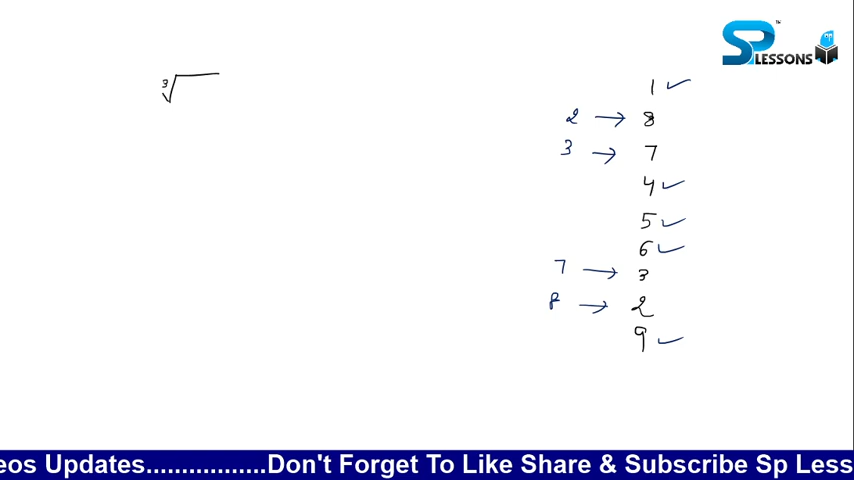 SP LESSONS
TM
3√
1 ✓
2 → 8
3 → 7
4 ✓
5 ✓
6 ✓
7 → 3
8 → 2
9 ✓
eos Updates.................Don't Forget To Like Share & Subscribe Sp Less